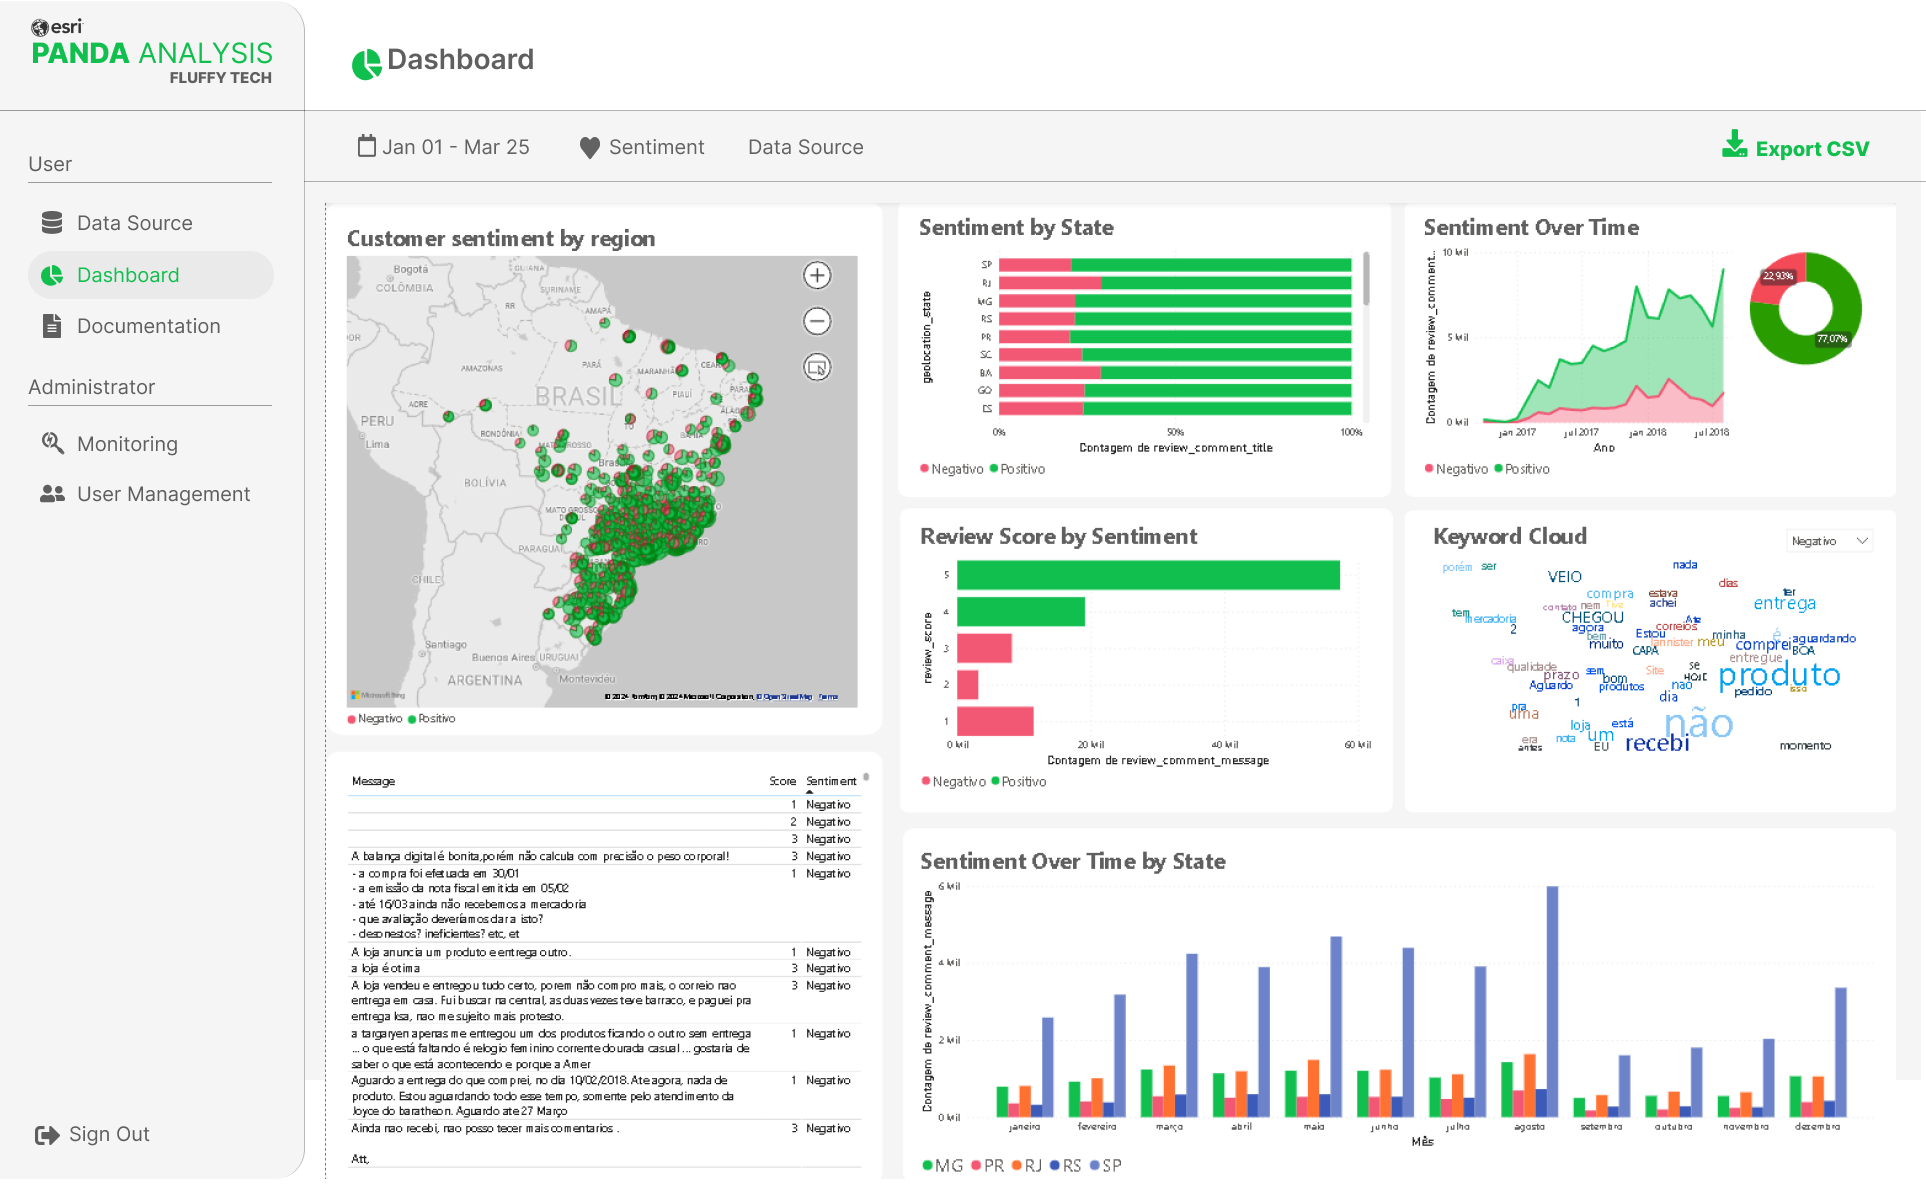 esri
PANDA ANALYSIS
FLUFFY TECH
User
Data Source
Dashboard
Documentation
Administrator
Monitoring
User Management
Sign Out
Dashboard
Jan 01 - Mar 25
Sentiment
Data Source
Export CSV
Customer sentiment by region
Bogotá
COLÔMBIA
GUIANA
SURINAME
RR
AMAPÁ
AMAZONAS
PARÁ
MARANHÃ
CEAR
BRASIL
PIAUÍ
PARA
ALAG
ACRE
PERU
Lima
RONDÔNIA
MATO GROSSO
BAHIA
Bras
BOLÍVIA
MATO GROSSO
DO SUL
PARAGUAI
CHILE
Santiago
Buenos Aires
URUGUAI
ARGENTINA
Montevidéu
Microsoft Bing
© 2024 TomTom, © 2024 Microsoft Corporation, © OpenStreetMap Terms
Negativo Positivo
Message Score Sentiment
1 Negativo
2 Negativo
3 Negativo
A balança digital é bonita,porém não calcula com precisão o peso corporal! 3 Negativo
- a compra foi efetuada em 30/01 1 Negativo
- a emissão da nota fiscal emitida em 05/02
- até 16/03 ainda não recebemos a mercadoria
- que avaliação deveríamos dar a isto?
- desonestos? ineficientes? etc, et
A loja anuncia um produto e entrega outro. 1 Negativo
a loja é otima 3 Negativo
A loja vendeu e entregou tudo certo, porem não compro mais, o correio nao 3 Negativo
entrega em casa. Fui buscar na central, as duas vezes teve barraco, e paguei pra
entrega lsa, nao me sujeito mais protesto.
a targaryen apenas me entregou um dos produtos ficando o outro sem entrega 1 Negativo
... o que está faltando é relogio feminino corrente dourada casual ... gostaria de
saber o que está acontecendo e porque a Amer
Aguardo a entrega do que comprei, no dia 10/02/2018. Ate agora, nada de 1 Negativo
produto. Estou aguardando todo esse tempo, somente pelo atendimento da
Joyce do baratheon. Aguardo ate 27 Março
Ainda nao recebi, nao posso tecer mais comentarios . 3 Negativo
Att,
Sentiment by State
geolocation_state
SP
RJ
MG
RS
PR
SC
BA
GO
ES
0% 50% 100%
Contagem de review_comment_title
Negativo Positivo
Sentiment Over Time
Contagem de review_comment...
10 Mil
5 Mil
0 Mil
jan 2017 jul 2017 jan 2018 jul 2018
Ano
22,93%
77,07%
Negativo Positivo
Review Score by Sentiment
review_score
5
4
3
2
1
0 Mil 20 Mil 40 Mil 60 Mil
Contagem de review_comment_message
Negativo Positivo
Keyword Cloud
Negativo
porém ser nada
VEIO dias
compra estava ter
contato nem Tive achei entrega
tem mercadoria CHEGOU Ate
2 agora correios
bem Estou minha é aguardando
muito lannister meu comprei BOA
CAPA entregue
caixa qualidade se
prazo sem Site HOJE produto
bom
Aguardo produtos nao pedido isso
1 dia
pra
uma não
loja está
era nota um
antes EU recebi momento
Sentiment Over Time by State
Contagem de review_comment_message
6 Mil
4 Mil
2 Mil
0 Mil
janeiro fevereiro março abril maio junho julho agosto setembro outubro novembro dezembro
Mês
MG PR RJ RS SP